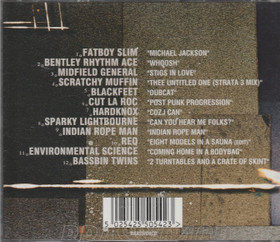 1. FATBOY SLIM "MICHAEL JACKSON"
2. BENTLEY RHYTHM ACE "WHOOSH"
3. MIDFIELD GENERAL "STIGS IN LOVE"
4. SCRATCHY MUFFIN "THEE UNTITLED ONE (STRATA 3 MIX)
5. BLACKFEET "DUBCAT"
6. CUT LA ROC "POST PUNK PROGRESSION"
7. HARDKNOX "COZ I CAN"
8. SPARKY LIGHTBOURNE "CAN YOU HEAR ME FOLKS?"
9. INDIAN ROPE MAN "INDIAN ROPE MAN"
10. REQ "EIGHT MODELS IN A SAUNA (EDIT)"
11. ENVIRONMENTAL SCIENCE "COMING HOME IN A BODYBAG"
12. BASSBIN TWINS "2 TURNTABLES AND A CRATE OF SKINT"
5 025425 505425